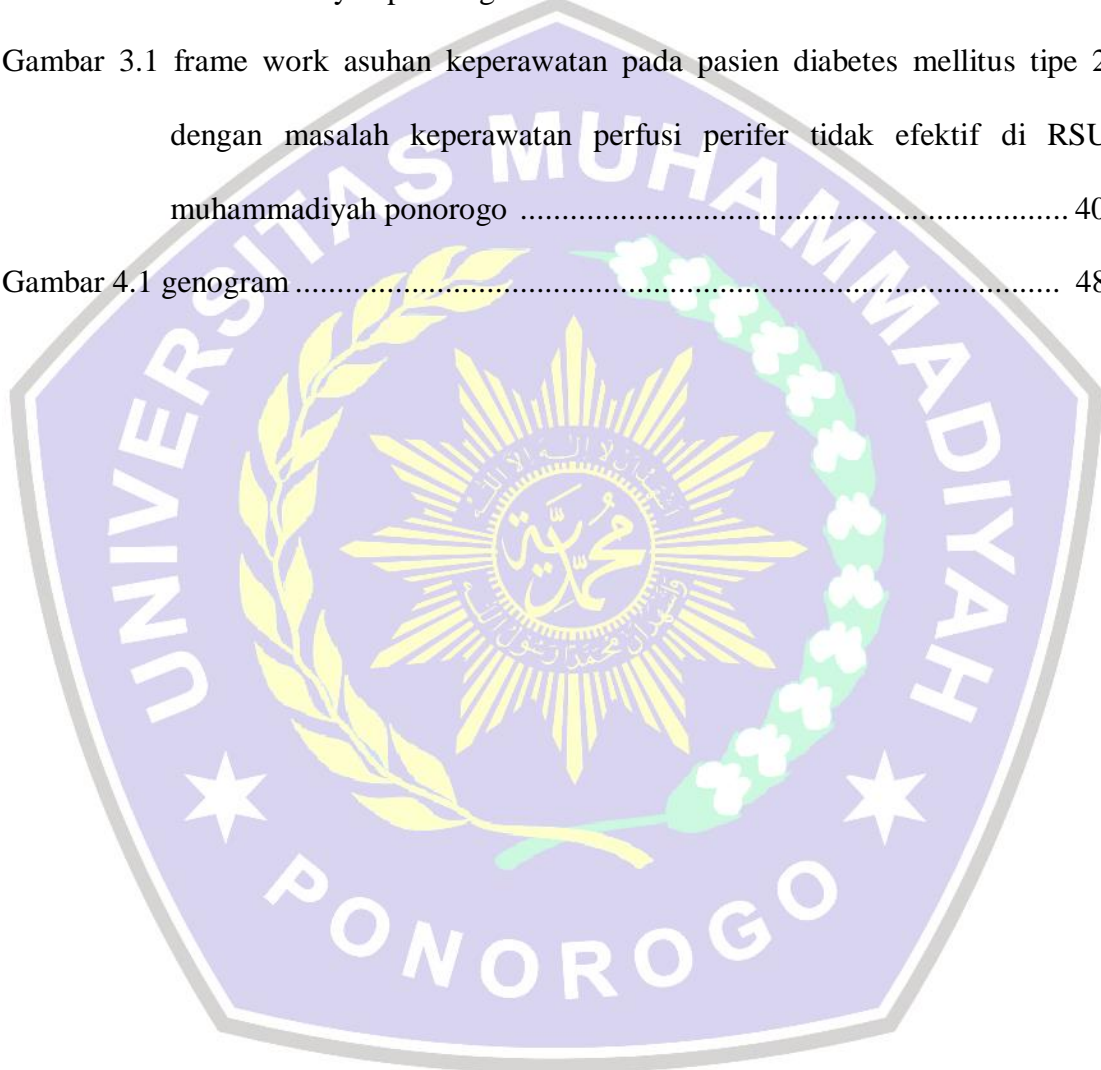 Gambar 3.1 frame work asuhan keperawatan pada pasien diabetes mellitus tipe 2
dengan masalah keperawatan perfusi perifer tidak efektif di RSU
muhammadiyah ponorogo .................................................................. 40
Gambar 4.1 genogram ............................................................................................ 48
UNIVERSITAS MUHAMMADIYAH
PONOROGO